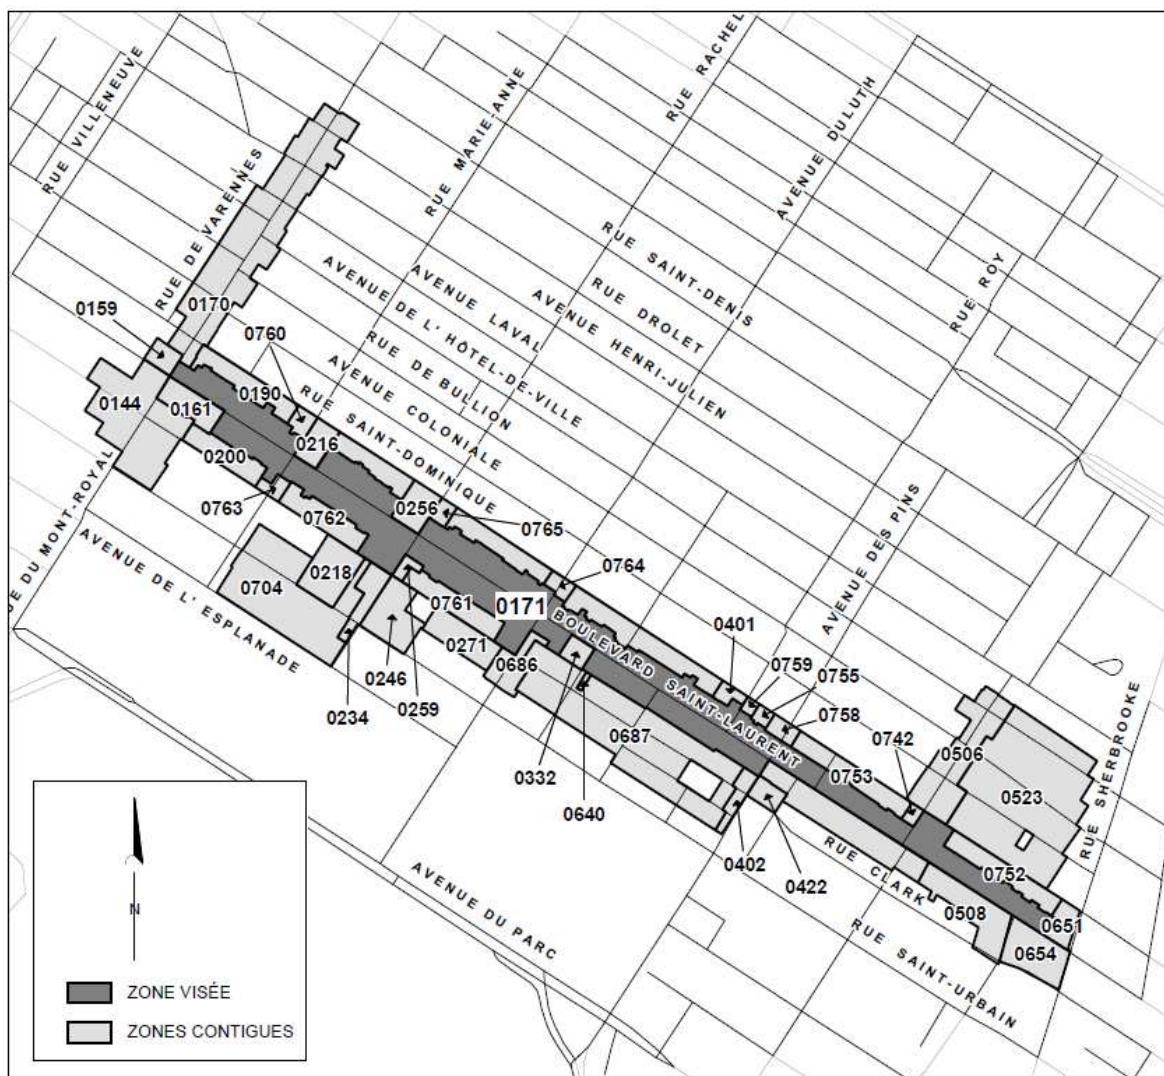 RUE VILLENEUVE
RUE DE VARENNES
RUE MARIE-ANNE
RUE RACHEL
AVENUE DULUTH
RUE ROY
AVENUE DES PINS
RUE SHERBROOKE
RUE SAINT-DENIS
RUE DROLET
AVENUE HENRI-JULIEN
AVENUE LAVAL
AVENUE DE L'HÔTEL-DE-VILLE
RUE DE BULLION
AVENUE COLONIALE
RUE SAINT-DOMINIQUE
BOULEVARD SAINT-LAURENT
RUE CLARK
RUE SAINT-URBAIN
AVENUE DE L'ESPLANADE
AVENUE DU PARC
UE DU MONT-ROYAL
0159
0170
0760
0144
0161
0190
0200
0216
0763
0762
0256
0765
0704
0218
0764
0761
0171
0271
0686
0401
0759
0755
0758
0234
0246
0259
0332
0640
0687
0742
0506
0753
0523
0402
0422
0752
0508
0651
0654
N
ZONE VISÉE
ZONES CONTIGUES